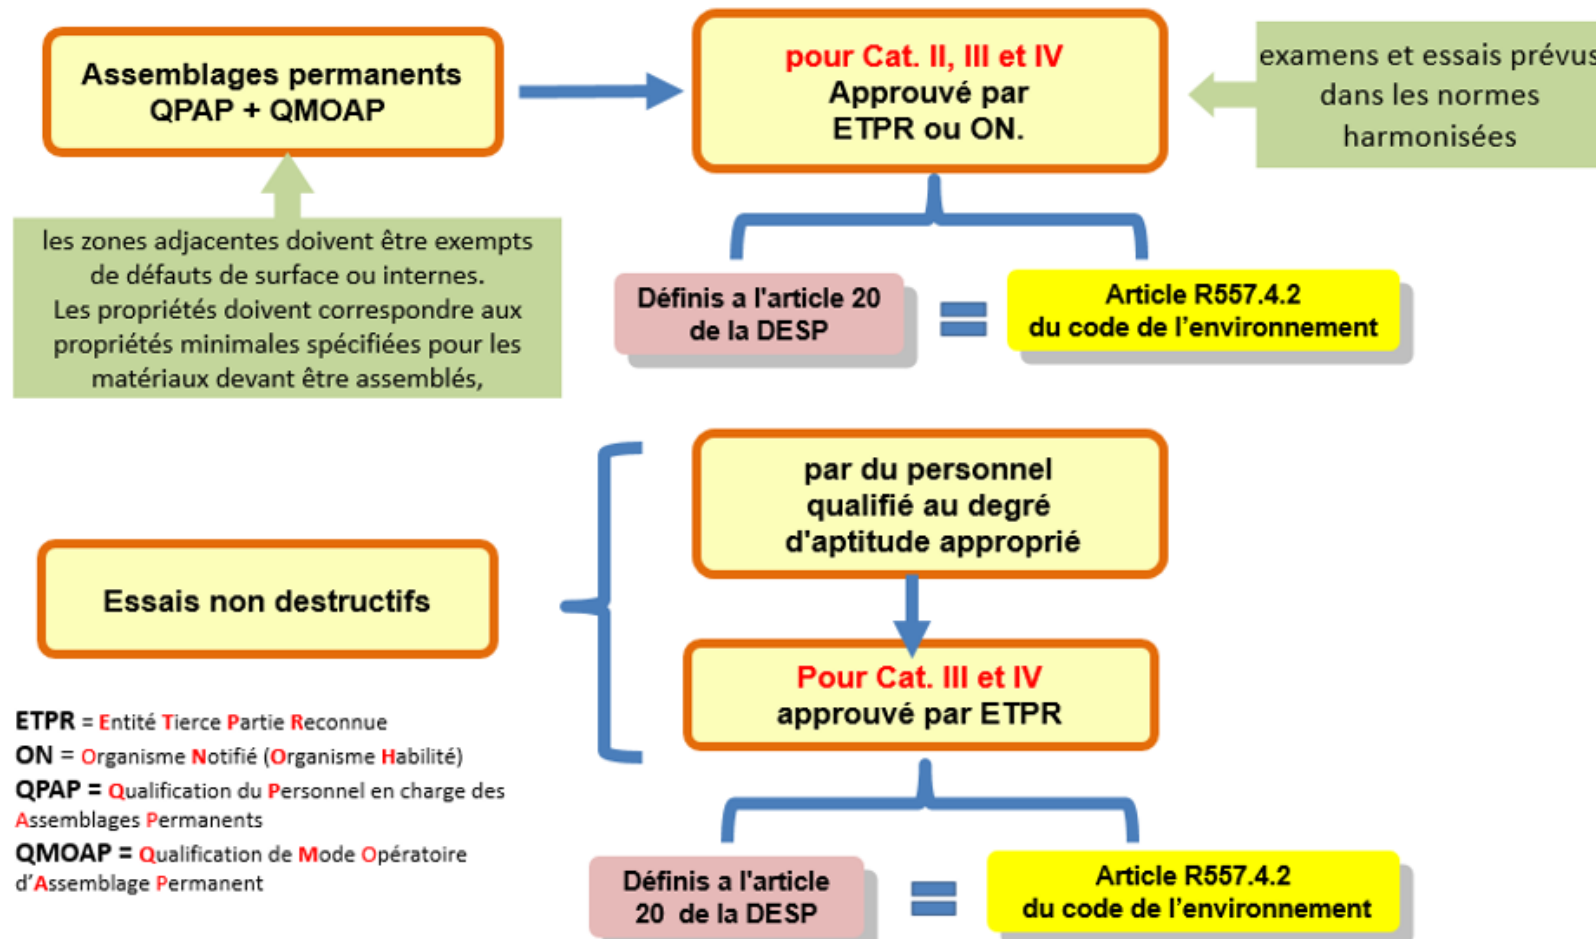 Assemblages permanents
QPAP + QMOAP
pour Cat. II, III et IV
Approuvé par
ETPR ou ON.
examens et essais prévus
dans les normes
harmonisées
les zones adjacentes doivent être exempts
de défauts de surface ou internes.
Les propriétés doivent correspondre aux
propriétés minimales spécifiées pour les
matériaux devant être assemblés,
Définis a l'article 20
de la DESP
Article R557.4.2
du code de l'environnement
par du personnel
qualifié au degré
d'aptitude approprié
Essais non destructifs
Pour Cat. III et IV
approuvé par ETPR
ETPR = Entité Tierce Partie Reconnue
ON = Organisme Notifié (Organisme Habilité)
QPAP = Qualification du Personnel en charge des
Assemblages Permanents
QMOAP = Qualification de Mode Opératoire
d'Assemblage Permanent
Définis a l'article
20 de la DESP
Article R557.4.2
du code de l'environnement